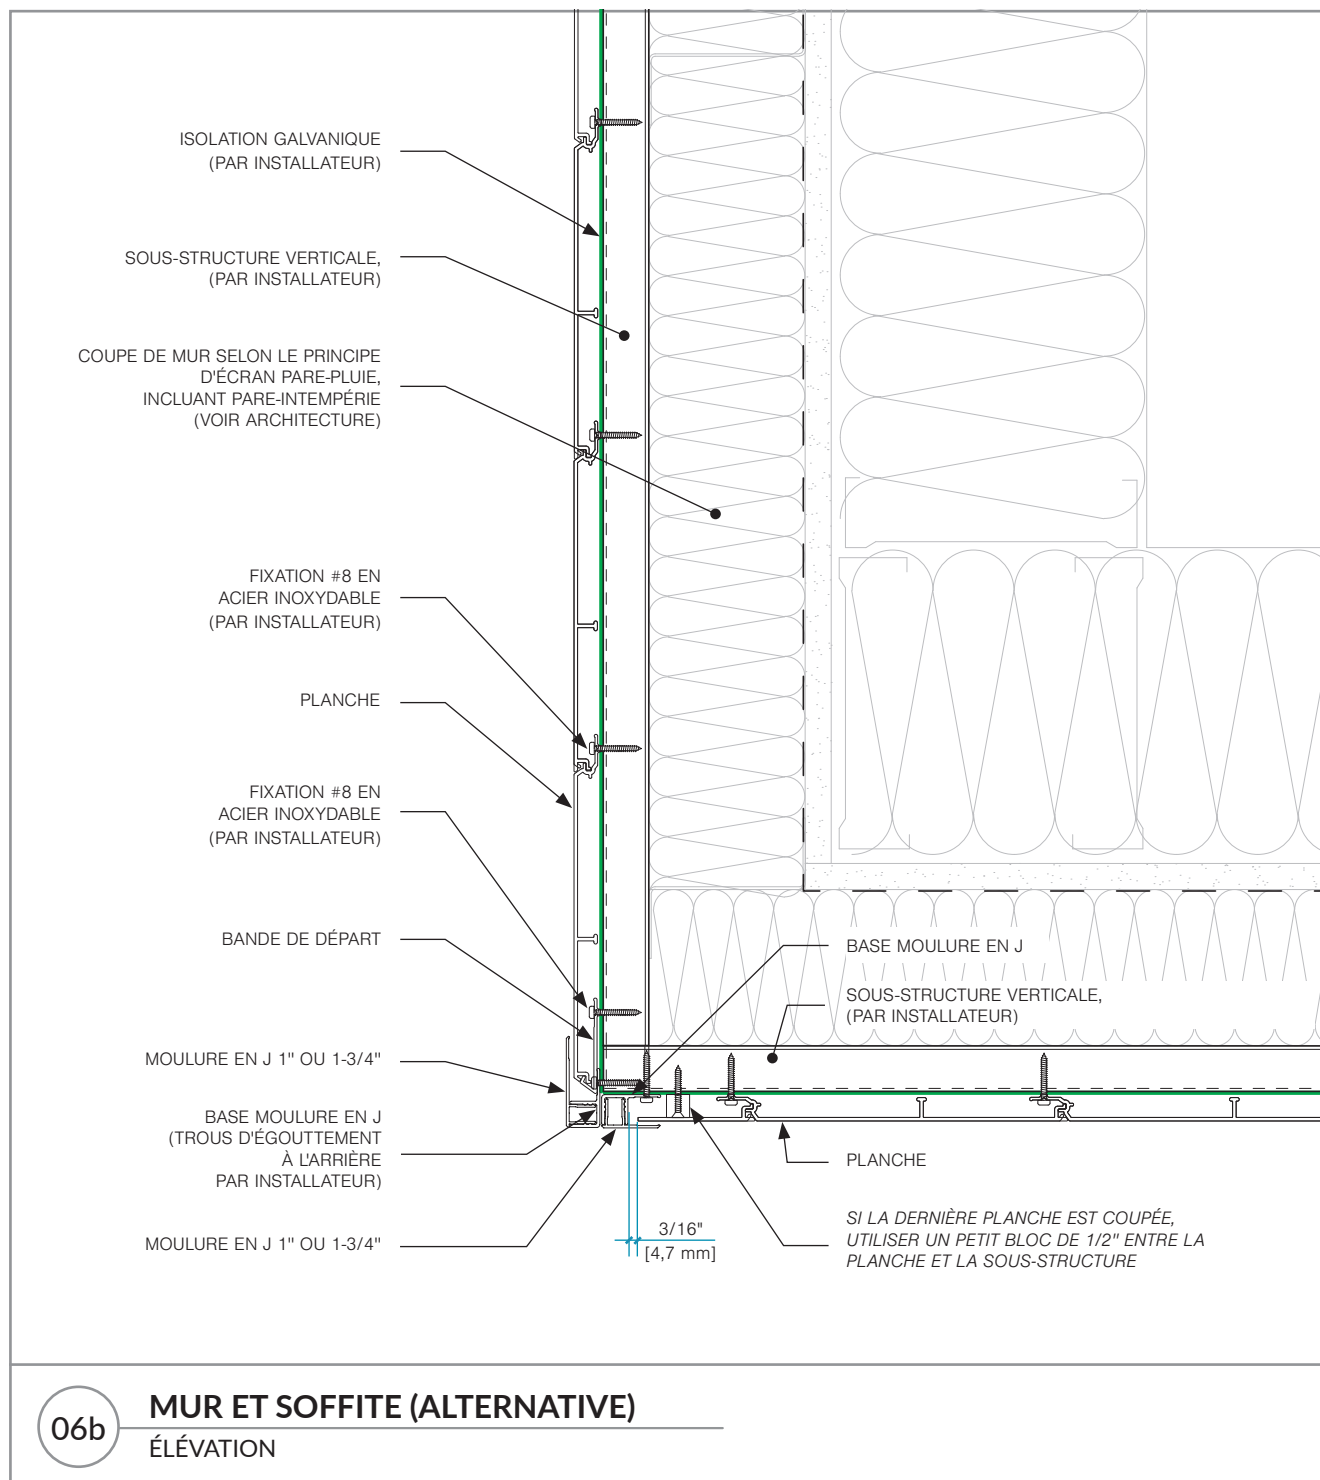 ISOLATION GALVANIQUE
(PAR INSTALLATEUR)
SOUS-STRUCTURE VERTICALE,
(PAR INSTALLATEUR)
COUPE DE MUR SELON LE PRINCIPE
D'ÉCRAN PARE-PLUIE,
INCLUANT PARE-INTEMPÉRIE
(VOIR ARCHITECTURE)
FIXATION #8 EN
ACIER INOXYDABLE
(PAR INSTALLATEUR)
PLANCHE
FIXATION #8 EN
ACIER INOXYDABLE
(PAR INSTALLATEUR)
BANDE DE DÉPART
MOULURE EN J 1" OU 1-3/4"
BASE MOULURE EN J
(TROUS D'ÉGOUTTEMENT
À L'ARRIÈRE
PAR INSTALLATEUR)
MOULURE EN J 1" OU 1-3/4"
BASE MOULURE EN J
SOUS-STRUCTURE VERTICALE,
(PAR INSTALLATEUR)
PLANCHE
SI LA DERNIÈRE PLANCHE EST COUPÉE,
UTILISER UN PETIT BLOC DE 1/2" ENTRE LA
PLANCHE ET LA SOUS-STRUCTURE
3/16"
[4,7 mm]
06b
MUR ET SOFFITE (ALTERNATIVE)
ÉLÉVATION